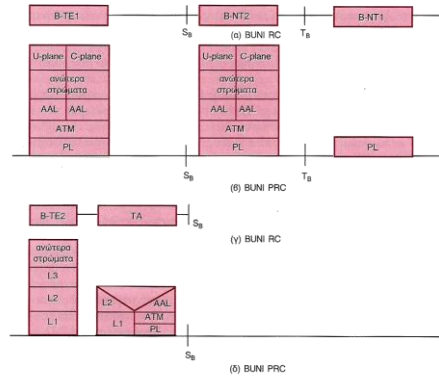 B-TE1 B-NT2 B-NT1
S_B T_B
(α) BUNI RC
U-plane C-plane U-plane C-plane
ανώτερα ανώτερα
στρώματα στρώματα
AAL AAL AAL AAL
ATM ATM
PL PL PL
S_B T_B
(β) BUNI PRC
B-TE2 TA S_B
(γ) BUNI RC
ανώτερα
στρώματα
L3
L2 L2 AAL
L1 L1 ATM
PL
S_B
(δ) BUNI PRC